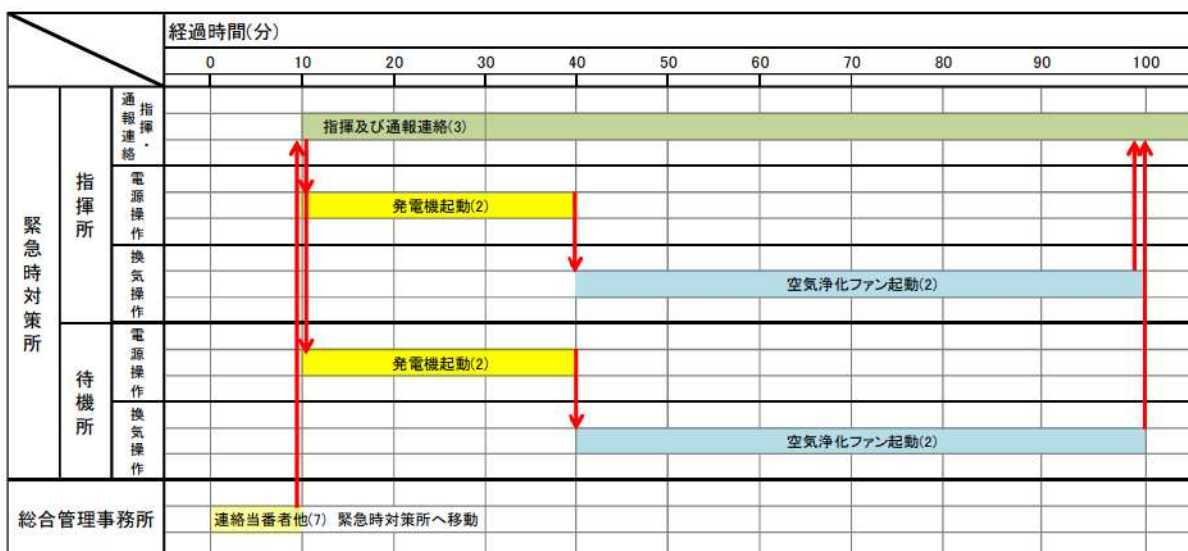 経過時間(分)
0 10 20 30 40 50 60 70 80 90 100
緊急時対策所
指揮所
指揮・通報連絡
指揮及び通報連絡(3)
電源操作
発電機起動(2)
換気操作
空気浄化ファン起動(2)
待機所
電源操作
発電機起動(2)
換気操作
空気浄化ファン起動(2)
総合管理事務所
連絡当番者他(7) 緊急時対策所へ移動